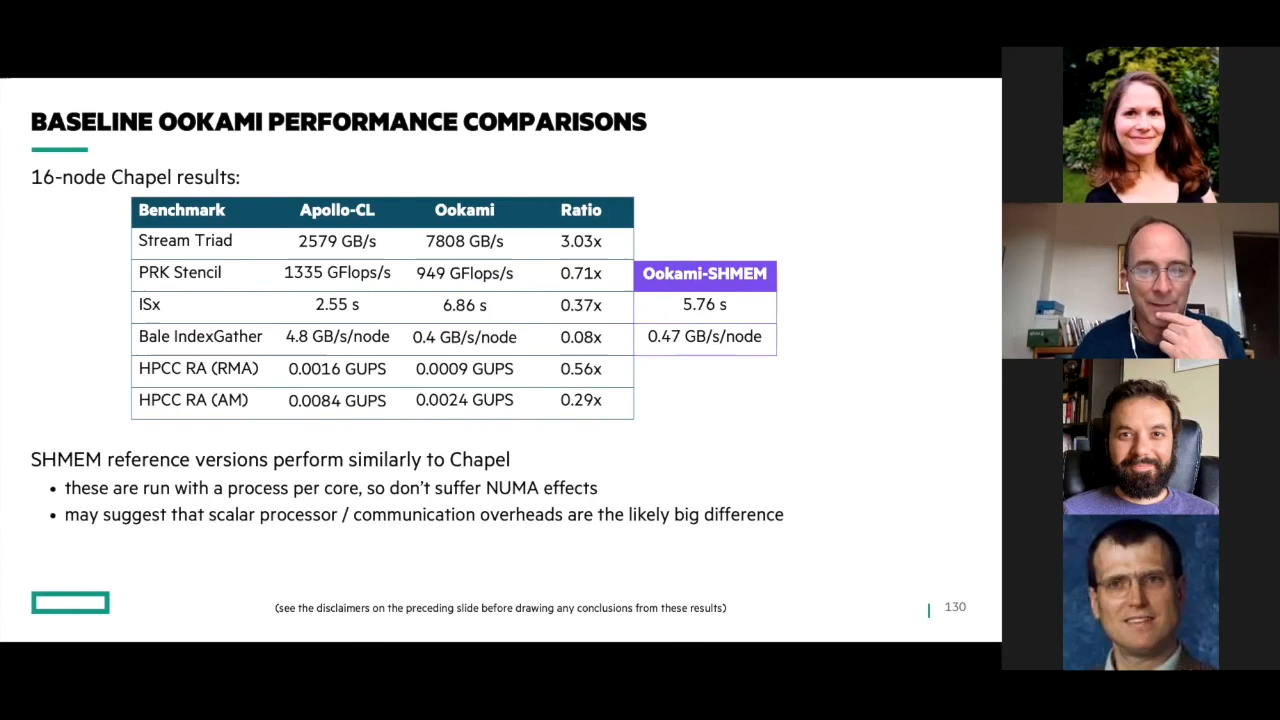 BASELINE OOKAMI PERFORMANCE COMPARISONS
16-node Chapel results:
Benchmark Apollo-CL Ookami Ratio
Stream Triad 2579 GB/s 7808 GB/s 3.03x
PRK Stencil 1335 GFlops/s 949 GFlops/s 0.71x Ookami-SHMEM
ISx 2.55 s 6.86 s 0.37x 5.76 s
Bale IndexGather 4.8 GB/s/node 0.4 GB/s/node 0.08x 0.47 GB/s/node
HPCC RA (RMA) 0.0016 GUPS 0.0009 GUPS 0.56x
HPCC RA (AM) 0.0084 GUPS 0.0024 GUPS 0.29x
SHMEM reference versions perform similarly to Chapel
• these are run with a process per core, so don't suffer NUMA effects
• may suggest that scalar processor / communication overheads are the likely big difference
(see the disclaimers on the preceding slide before drawing any conclusions from these results)
130